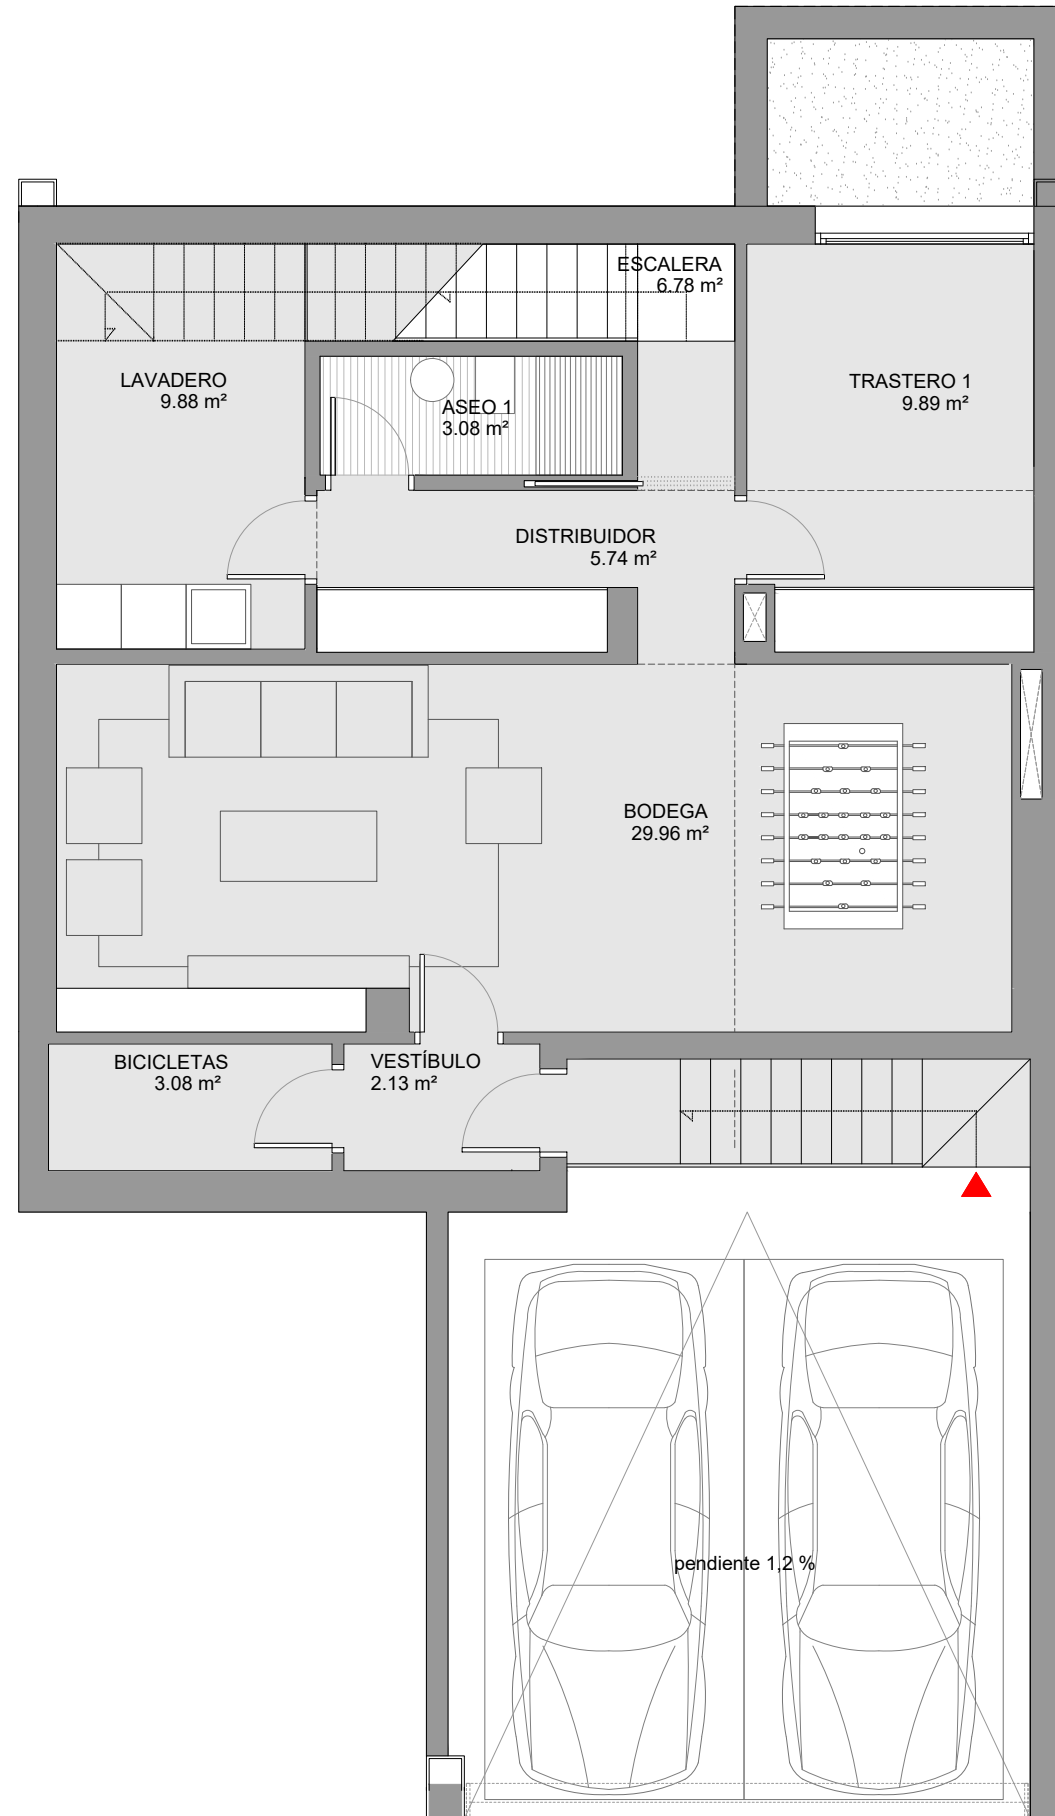 ESCALERA
6.78 m²
LAVADERO
9.88 m²
ASEO 1
3.08 m²
TRASTERO 1
9.89 m²
DISTRIBUIDOR
5.74 m²
BODEGA
29.96 m²
BICICLETAS
3.08 m²
VESTÍBULO
2.13 m²
pendiente 1,2 %